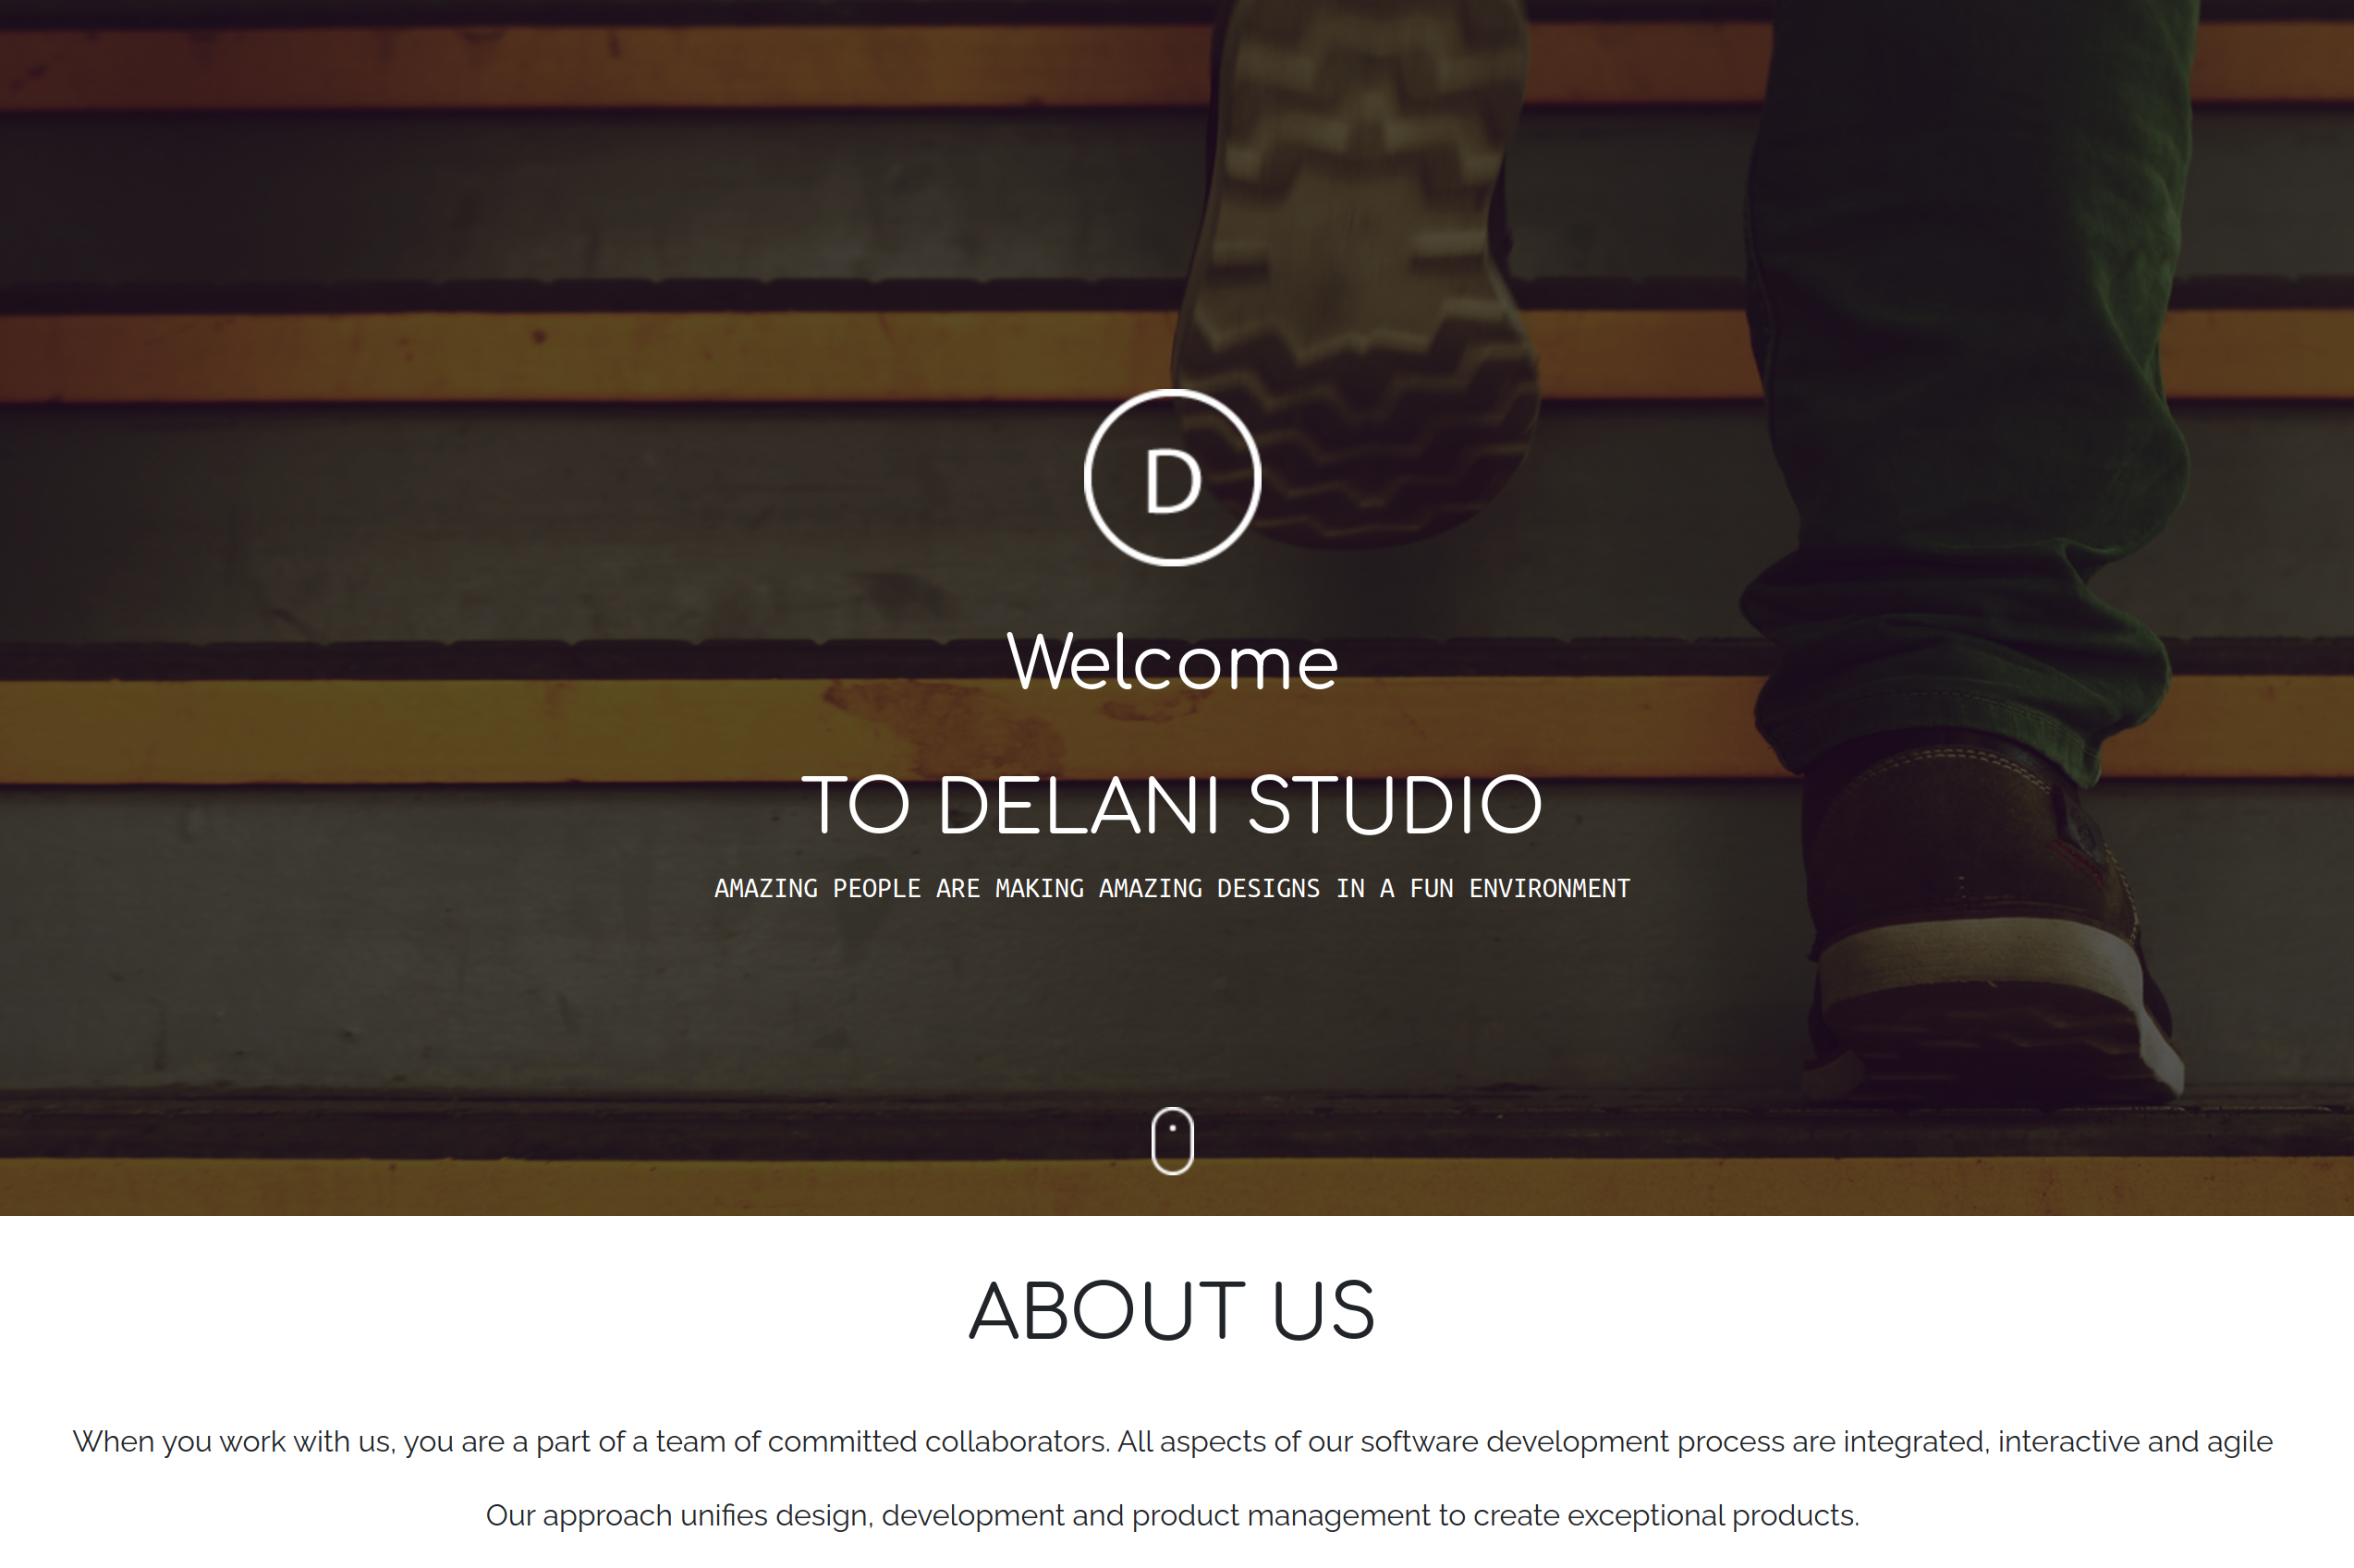 D
Welcome
TO DELANI STUDIO
AMAZING PEOPLE ARE MAKING AMAZING DESIGNS IN A FUN ENVIRONMENT
ABOUT US
When you work with us, you are a part of a team of committed collaborators. All aspects of our software development process are integrated, interactive and agile
Our approach unifies design, development and product management to create exceptional products.